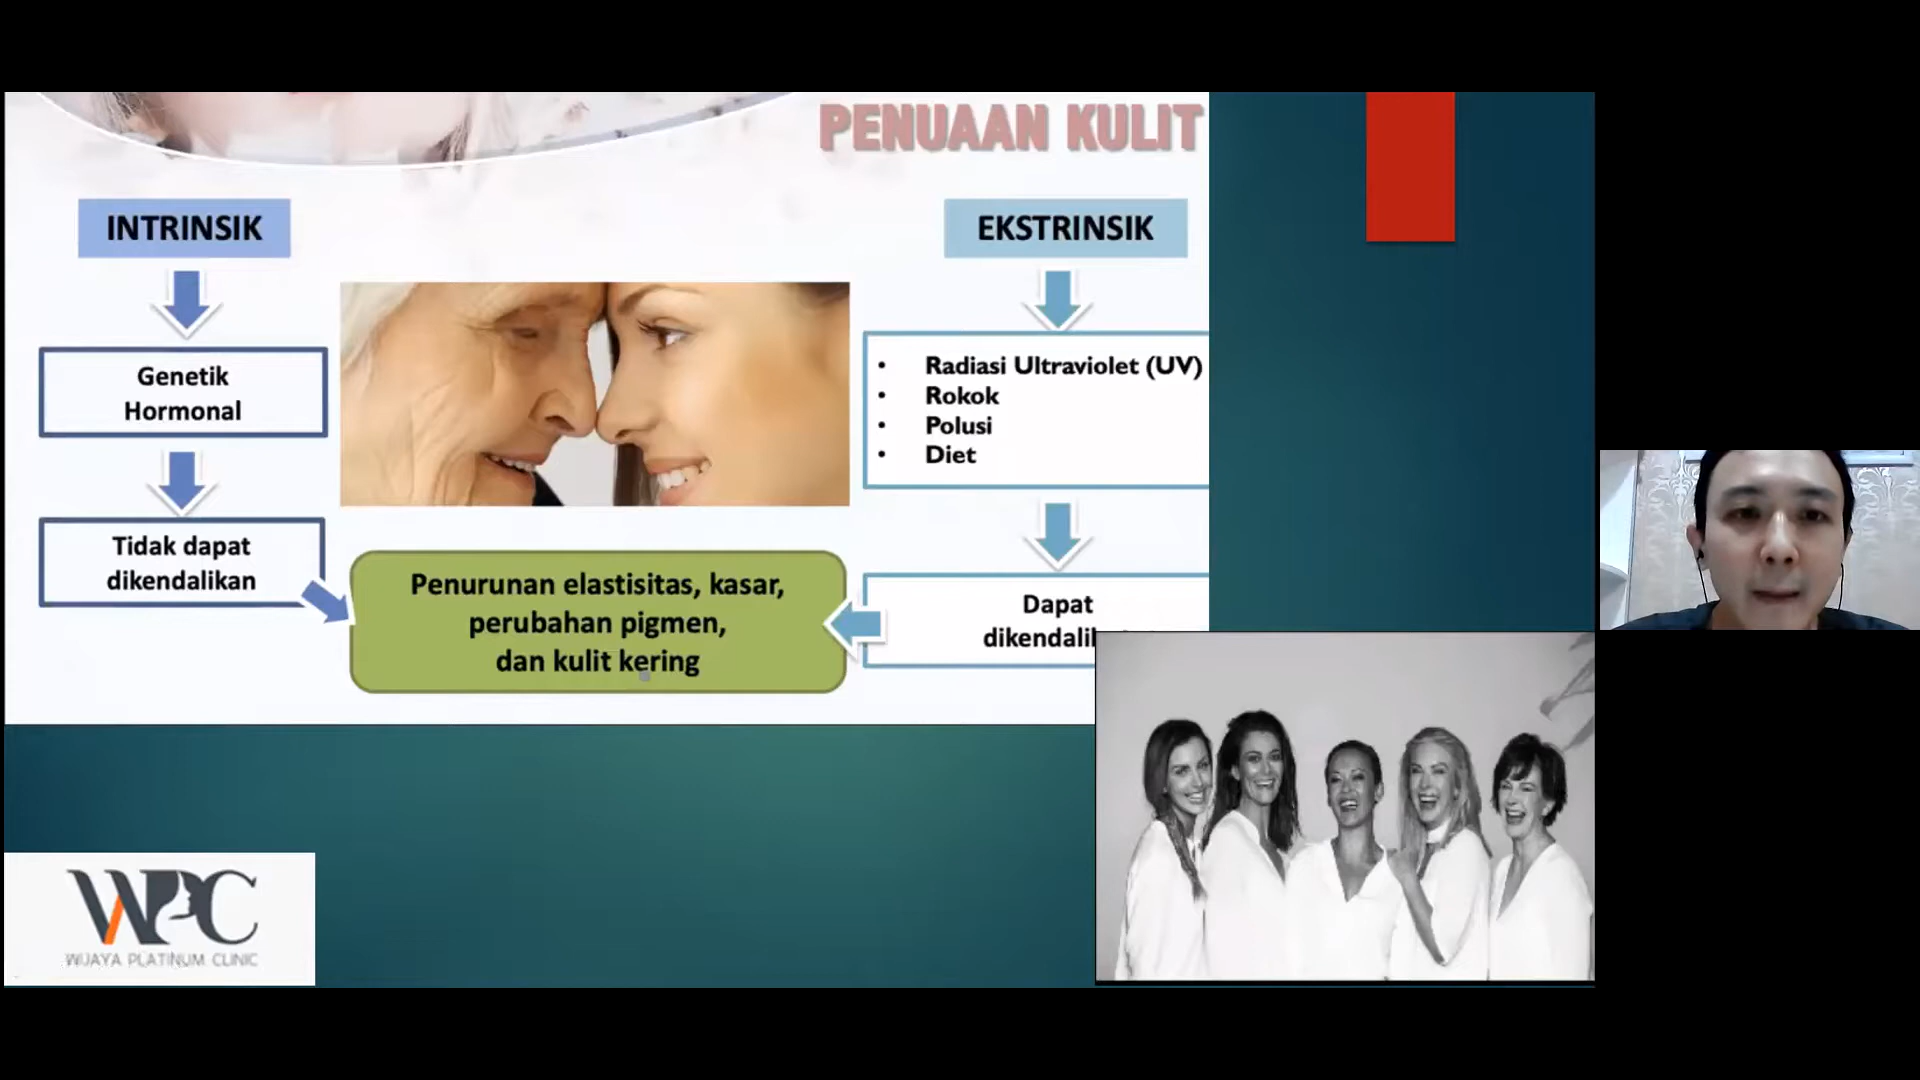 PENUAAN KULIT
INTRINSIK
Genetik
Hormonal
Tidak dapat
dikendalikan
EKSTRINSIK
• Radiasi Ultraviolet (UV)
• Rokok
• Polusi
• Diet
Dapat
Penurunan elastisitas, kasar,
perubahan pigmen,
dan kulit kering
WPC
WIJAYA PLATINUM CLINIC